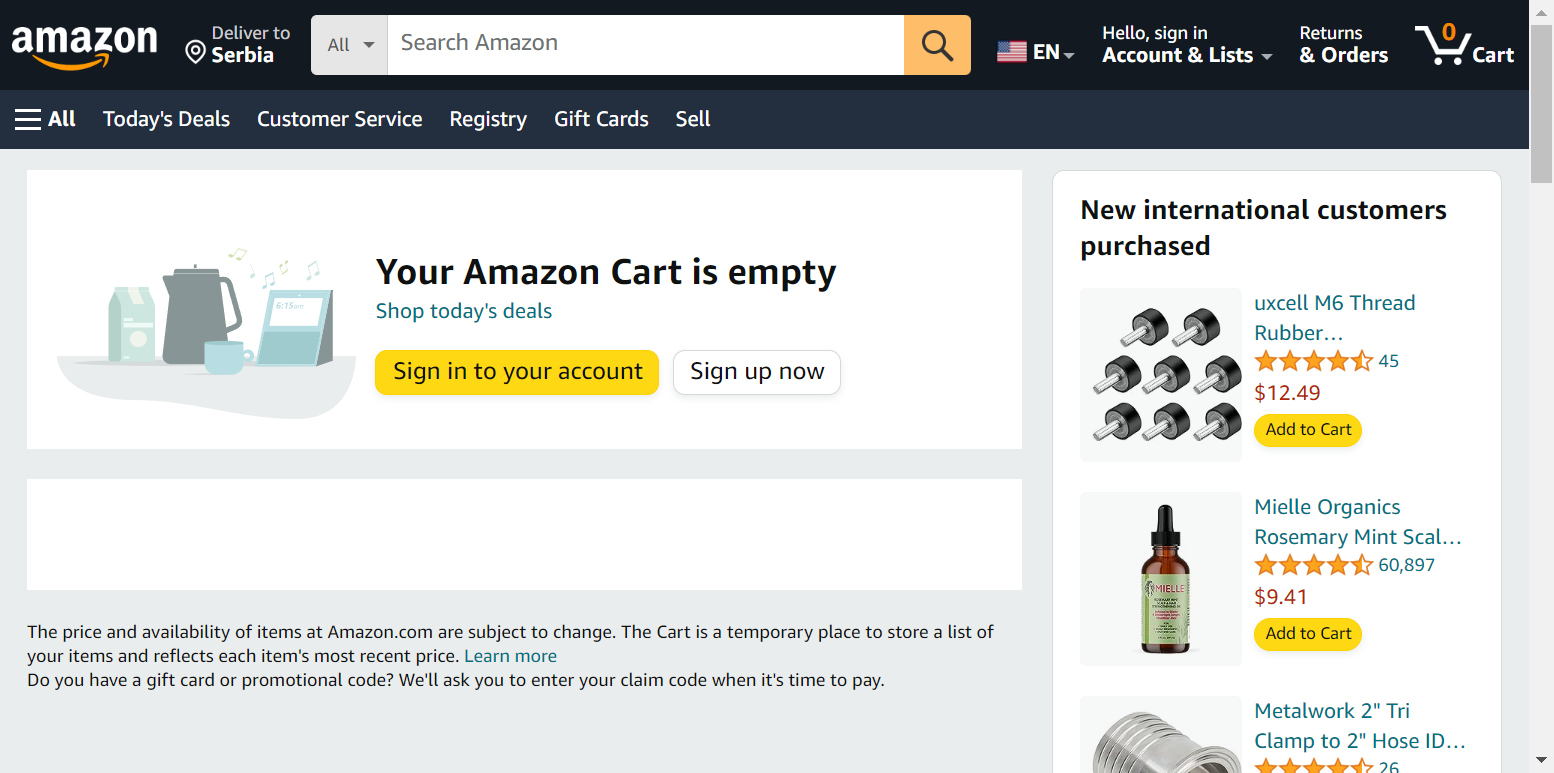 amazon
Deliver to
Serbia
All
Search Amazon
EN
Hello, sign in
Account & Lists
Returns
& Orders
0
Cart
All
Today's Deals
Customer Service
Registry
Gift Cards
Sell
6:15am
Your Amazon Cart is empty
Shop today's deals
Sign in to your account
Sign up now
The price and availability of items at Amazon.com are subject to change. The Cart is a temporary place to store a list of
your items and reflects each item's most recent price. Learn more
Do you have a gift card or promotional code? We'll ask you to enter your claim code when it's time to pay.
New international customers
purchased
uxcell M6 Thread
Rubber…
45
$12.49
Add to Cart
MIELLE
Mielle Organics
Rosemary Mint Scal…
60,897
$9.41
Add to Cart
Metalwork 2" Tri
Clamp to 2" Hose ID…
26